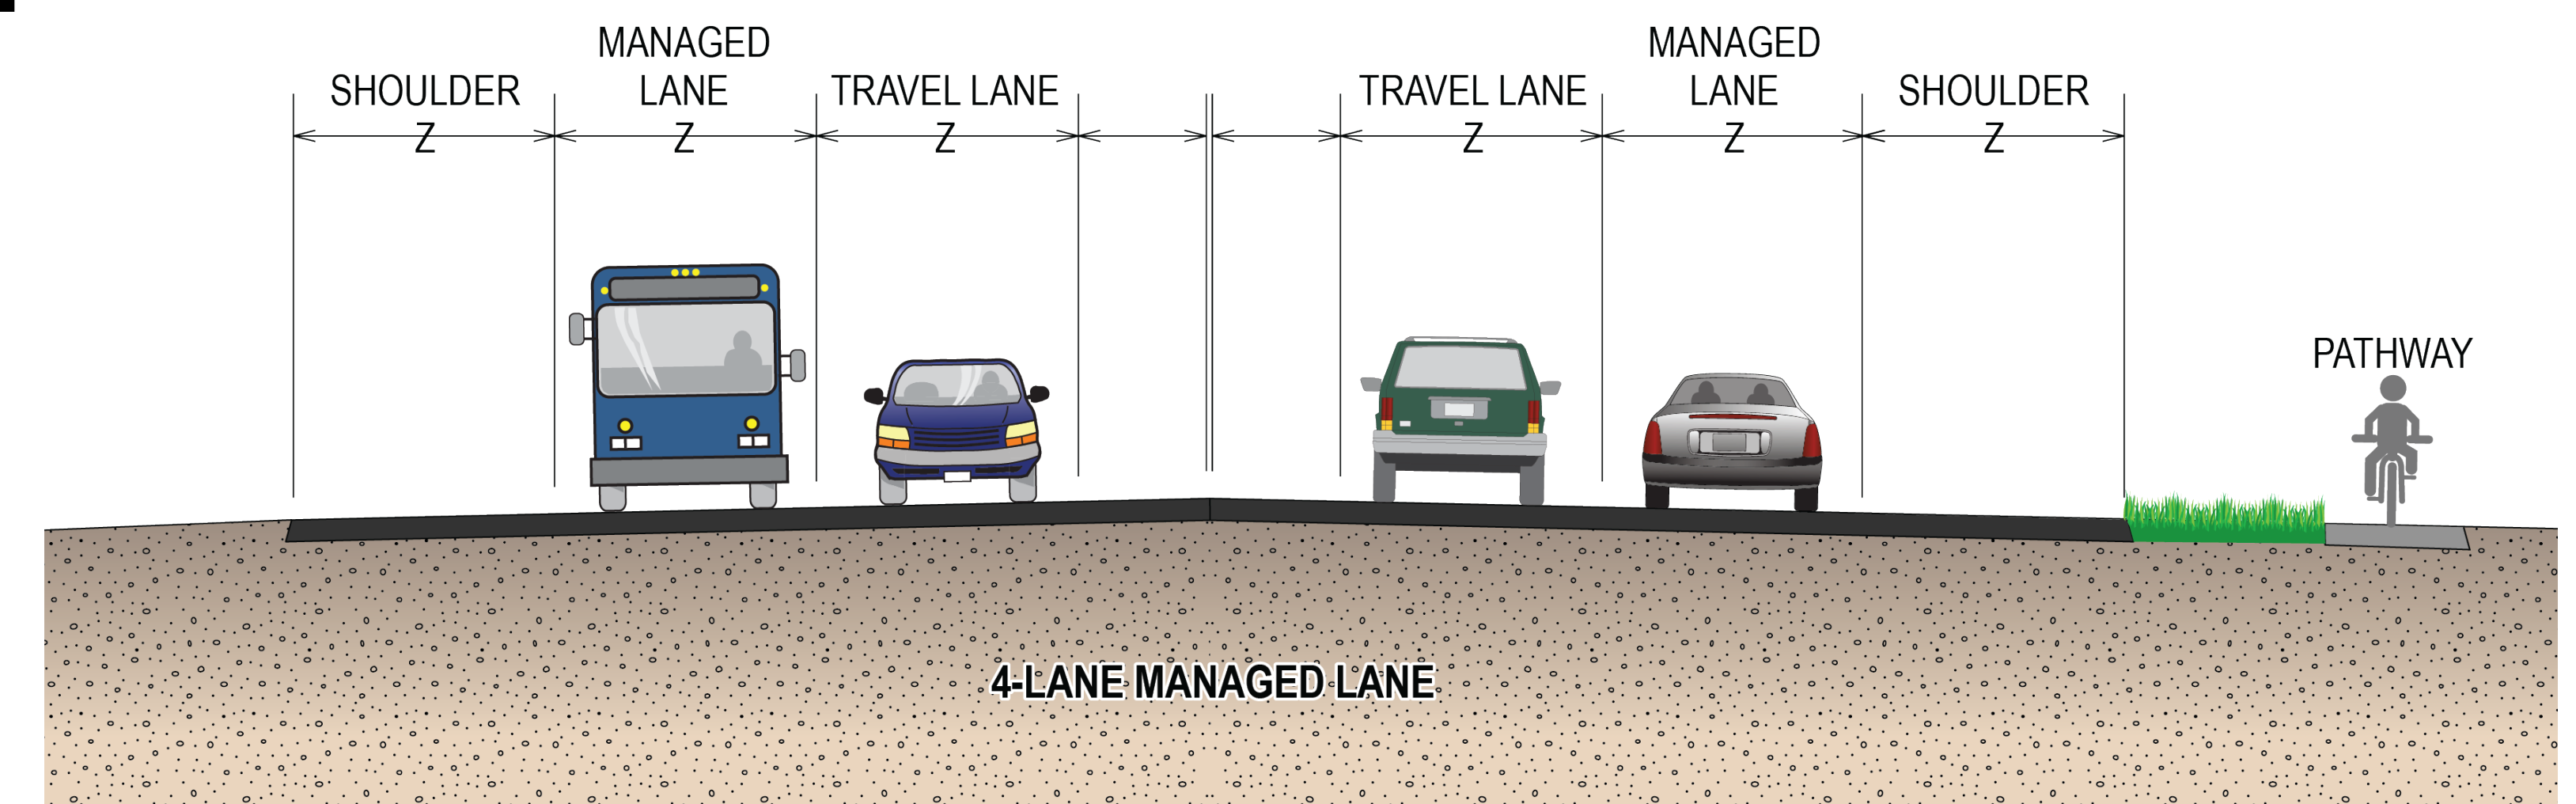 MANAGED
LANE
SHOULDER
TRAVEL LANE
TRAVEL LANE
MANAGED
LANE
SHOULDER
Z
Z
Z
Z
Z
Z
PATHWAY
4-LANE MANAGED LANE